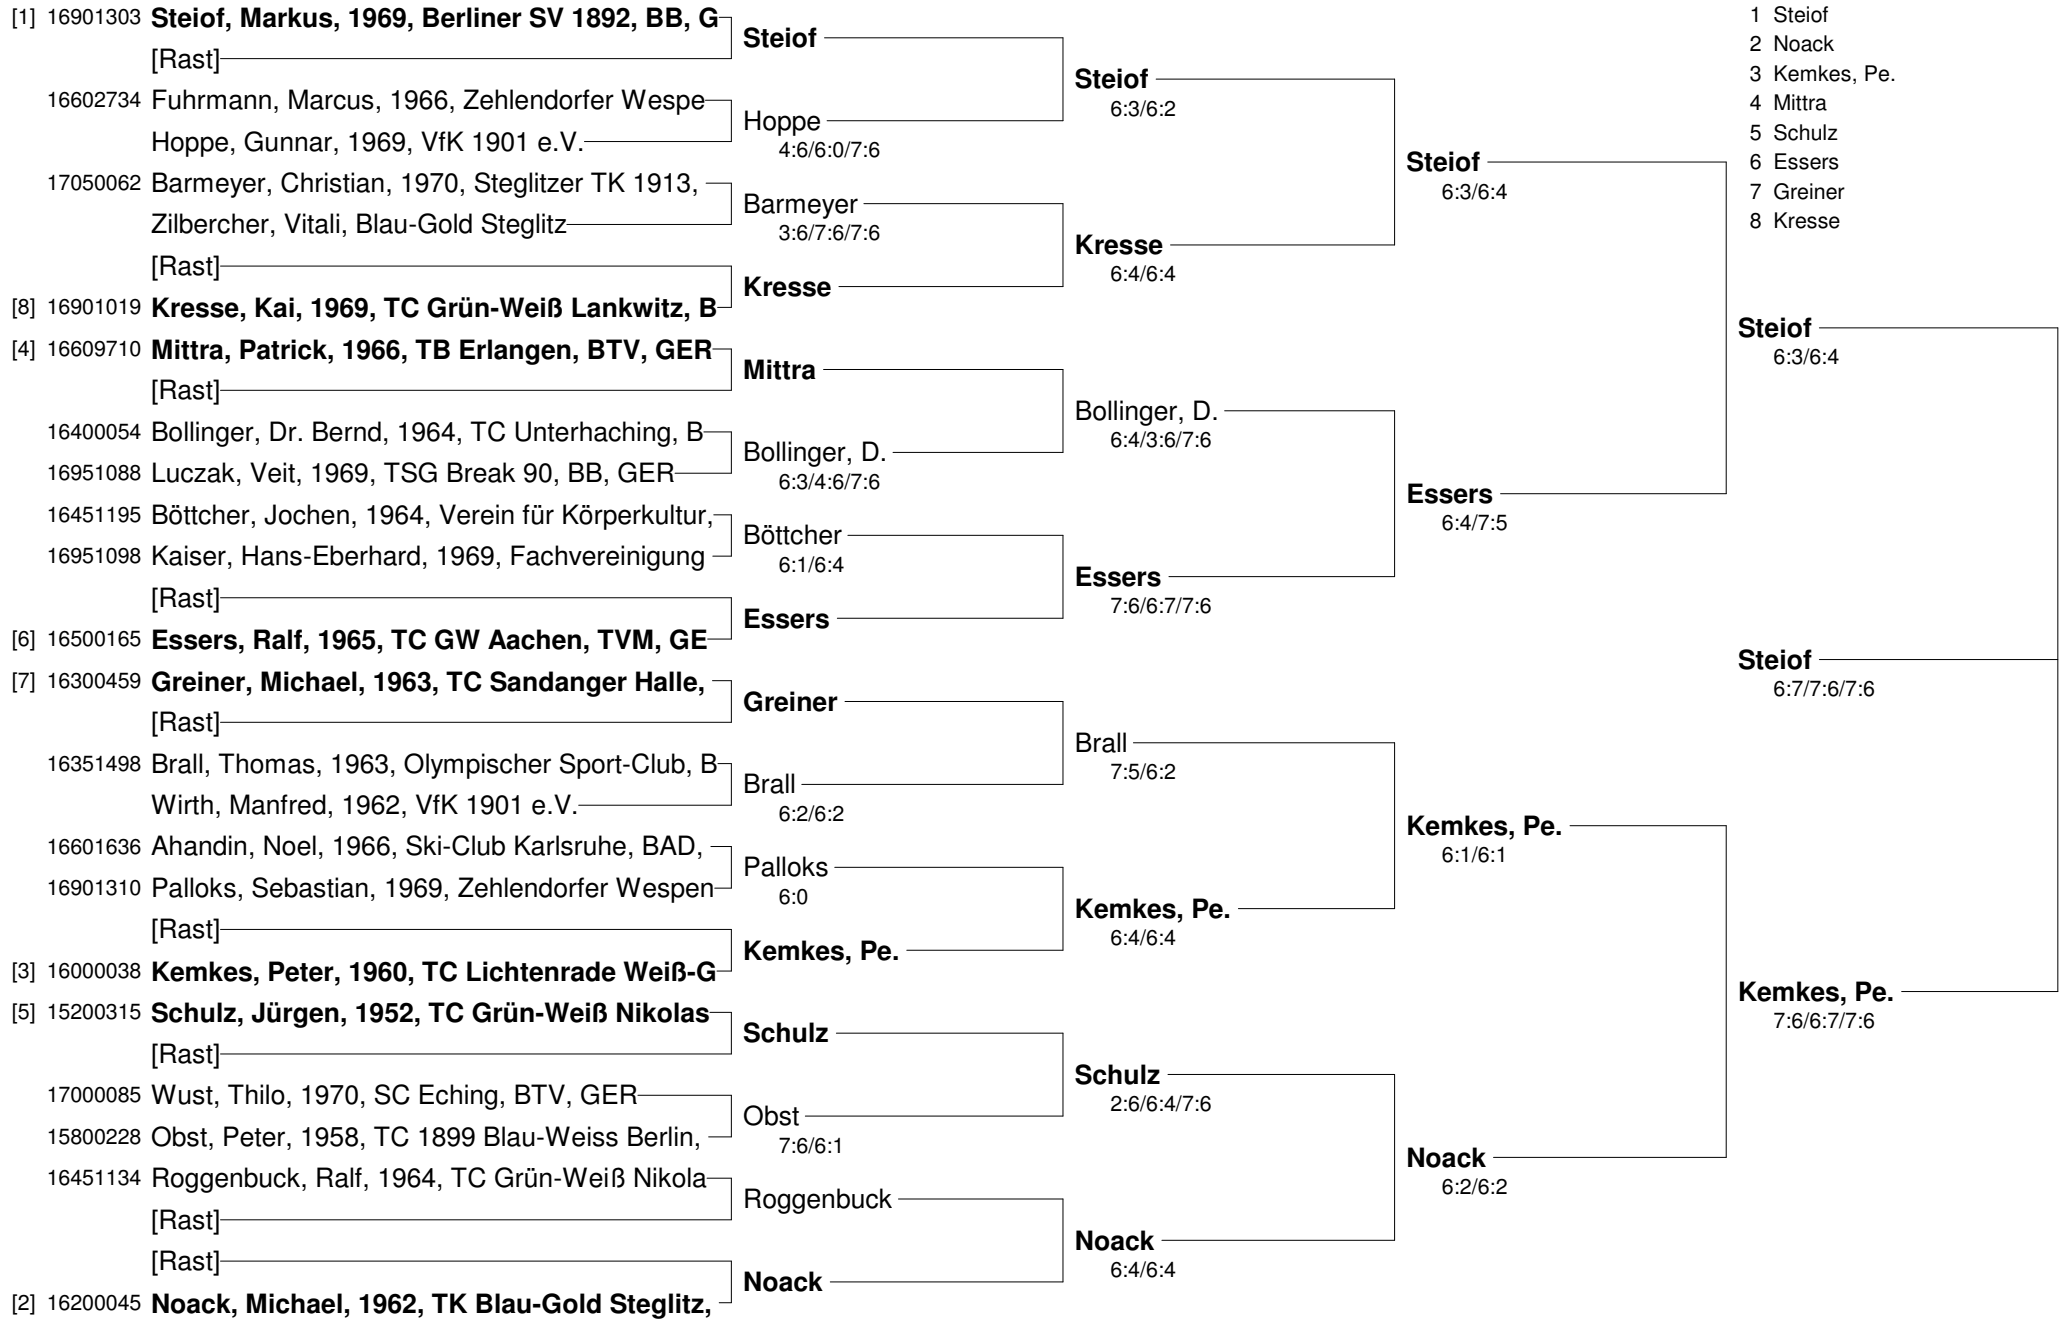 [1] 16901303 Steiof, Markus, 1969, Berliner SV 1892, BB, G
[Rast]
16602734 Fuhrmann, Marcus, 1966, Zehlendorfer Wespe
Hoppe, Gunnar, 1969, VfK 1901 e.V.
17050062 Barmeyer, Christian, 1970, Steglitzer TK 1913,
Zilbercher, Vitali, Blau-Gold Steglitz
[Rast]
[8] 16901019 Kresse, Kai, 1969, TC Grün-Weiß Lankwitz, B
[4] 16609710 Mittra, Patrick, 1966, TB Erlangen, BTV, GER
[Rast]
16400054 Bollinger, Dr. Bernd, 1964, TC Unterhaching, B
16951088 Luczak, Veit, 1969, TSG Break 90, BB, GER
16451195 Böttcher, Jochen, 1964, Verein für Körperkultur,
16951098 Kaiser, Hans-Eberhard, 1969, Fachvereinigung
[Rast]
[6] 16500165 Essers, Ralf, 1965, TC GW Aachen, TVM, GE
[7] 16300459 Greiner, Michael, 1963, TC Sandanger Halle,
[Rast]
16351498 Brall, Thomas, 1963, Olympischer Sport-Club, B
Wirth, Manfred, 1962, VfK 1901 e.V.
16601636 Ahandin, Noel, 1966, Ski-Club Karlsruhe, BAD,
16901310 Palloks, Sebastian, 1969, Zehlendorfer Wespen
[Rast]
[3] 16000038 Kemkes, Peter, 1960, TC Lichtenrade Weiß-G
[5] 15200315 Schulz, Jürgen, 1952, TC Grün-Weiß Nikolas
[Rast]
17000085 Wust, Thilo, 1970, SC Eching, BTV, GER
15800228 Obst, Peter, 1958, TC 1899 Blau-Weiss Berlin,
16451134 Roggenbuck, Ralf, 1964, TC Grün-Weiß Nikola
[Rast]
[Rast]
[2] 16200045 Noack, Michael, 1962, TK Blau-Gold Steglitz,
Steiof
Hoppe
4:6/6:0/7:6
Barmeyer
3:6/7:6/7:6
Kresse
Mittra
Bollinger, D.
6:3/4:6/7:6
Böttcher
6:1/6:4
Essers
Greiner
Brall
6:2/6:2
Palloks
6:0
Kemkes, Pe.
Schulz
Obst
7:6/6:1
Roggenbuck
Noack
Steiof
6:3/6:2
Kresse
6:4/6:4
Bollinger, D.
6:4/3:6/7:6
Essers
7:6/6:7/7:6
Brall
7:5/6:2
Kemkes, Pe.
6:4/6:4
Schulz
2:6/6:4/7:6
Noack
6:4/6:4
Steiof
6:3/6:4
Essers
6:4/7:5
Kemkes, Pe.
6:1/6:1
Noack
6:2/6:2
1 Steiof
2 Noack
3 Kemkes, Pe.
4 Mittra
5 Schulz
6 Essers
7 Greiner
8 Kresse
Steiof
6:3/6:4
Steiof
6:7/7:6/7:6
Kemkes, Pe.
7:6/6:7/7:6